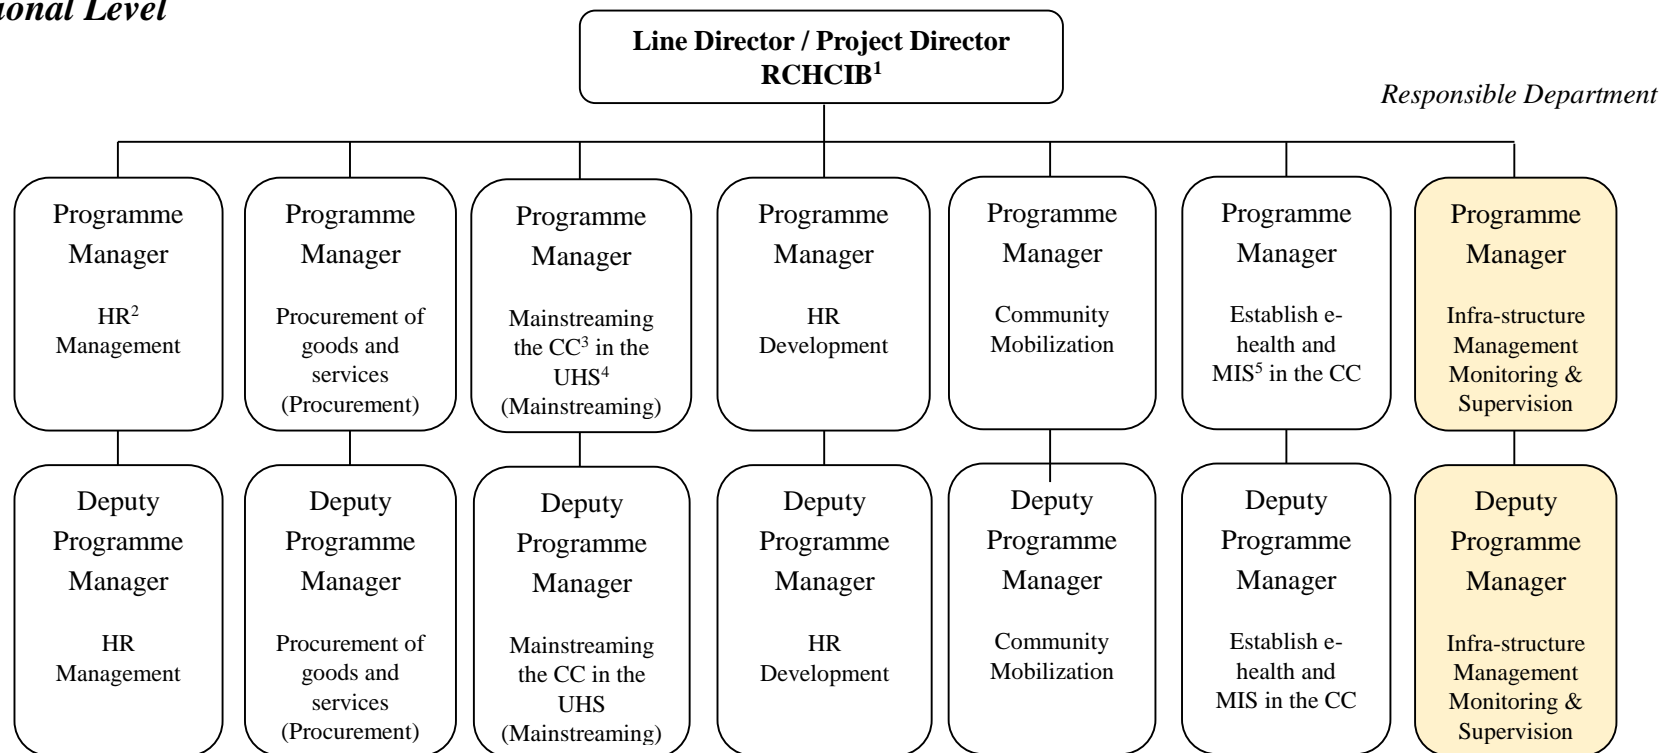 Level
Line Director / Project Director
RCHCIB¹
Responsible Department
Programme
Manager
HR²
Management
Programme
Manager
Procurement of
goods and
services
(Procurement)
Programme
Manager
Mainstreaming
the CC³ in the
UHS⁴
(Mainstreaming)
Programme
Manager
HR
Development
Programme
Manager
Community
Mobilization
Programme
Manager
Establish e-
health and
MIS⁵ in the CC
Programme
Manager
Infra-structure
Management
Monitoring &
Supervision
Deputy
Programme
Manager
HR
Management
Deputy
Programme
Manager
Procurement of
goods and
services
(Procurement)
Deputy
Programme
Manager
Mainstreaming
the CC in the
UHS
(Mainstreaming)
Deputy
Programme
Manager
HR
Development
Deputy
Programme
Manager
Community
Mobilization
Deputy
Programme
Manager
Establish e-
health and
MIS in the CC
Deputy
Programme
Manager
Infra-structure
Management
Monitoring &
Supervision